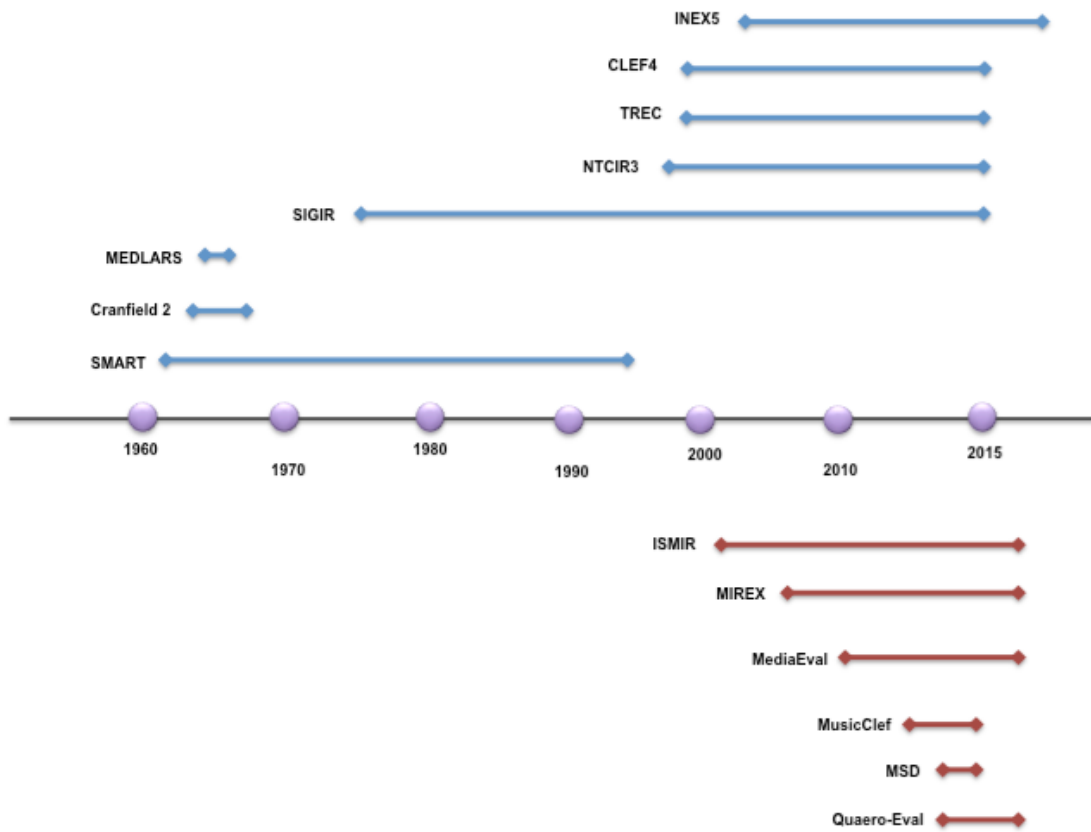 INEX5
CLEF4
TREC
NTCIR3
SIGIR
MEDLARS
Cranfield 2
SMART
1960
1970
1980
1990
2000
2010
2015
ISMIR
MIREX
MediaEval
MusicClef
MSD
Quaero-Eval